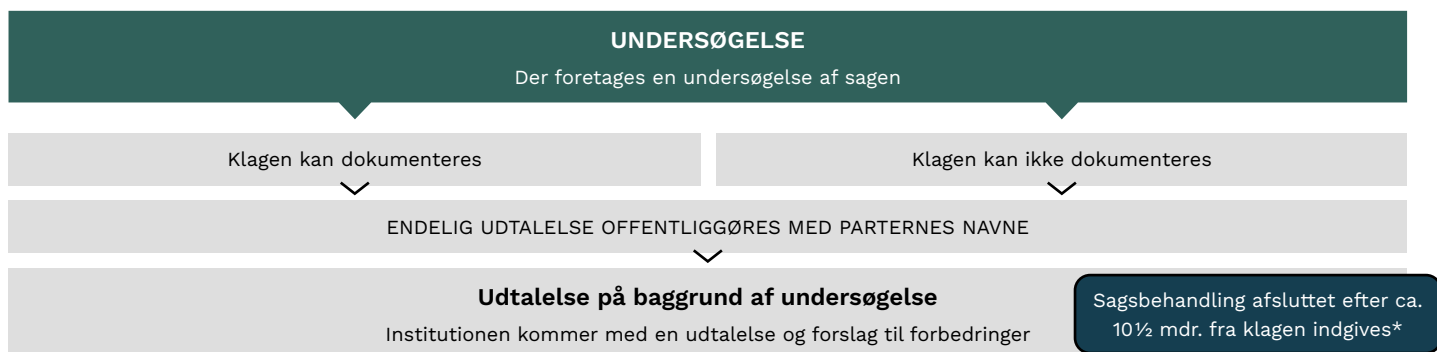 UNDERSØGELSE
Der foretages en undersøgelse af sagen
Klagen kan dokumenteres
Klagen kan ikke dokumenteres
ENDELIG UDTALELSE OFFENTLIGGØRES MED PARTERNES NAVNE
Udtalelse på baggrund af undersøgelse
Institutionen kommer med en udtalelse og forslag til forbedringer
Sagsbehandling afsluttet efter ca.
10½ mdr. fra klagen indgives*